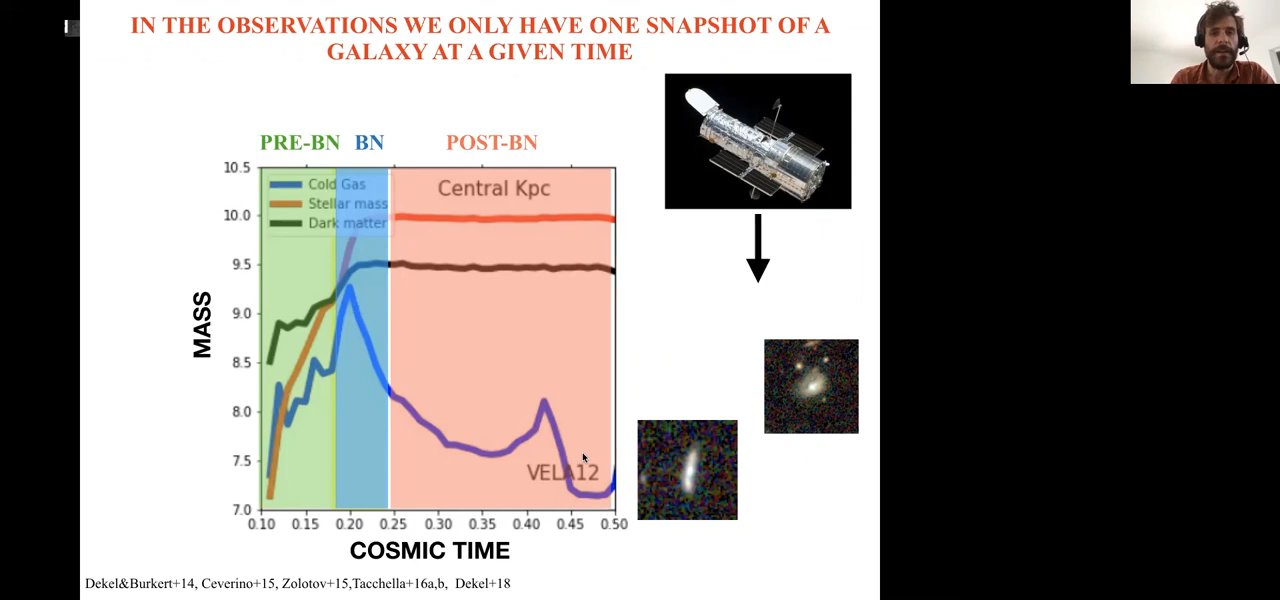 IN THE OBSERVATIONS WE ONLY HAVE ONE SNAPSHOT OF A
GALAXY AT A GIVEN TIME
PRE-BN BN POST-BN
10.5
10.0
9.5
9.0
8.5
8.0
7.5
7.0
MASS
Cold Gas
Stellar mass
Dark matter
Central Kpc
VELA12
0.10 0.15 0.20 0.25 0.30 0.35 0.40 0.45 0.50
COSMIC TIME
Dekel&Burkert+14, Ceverino+15, Zolotov+15,Tacchella+16a,b, Dekel+18